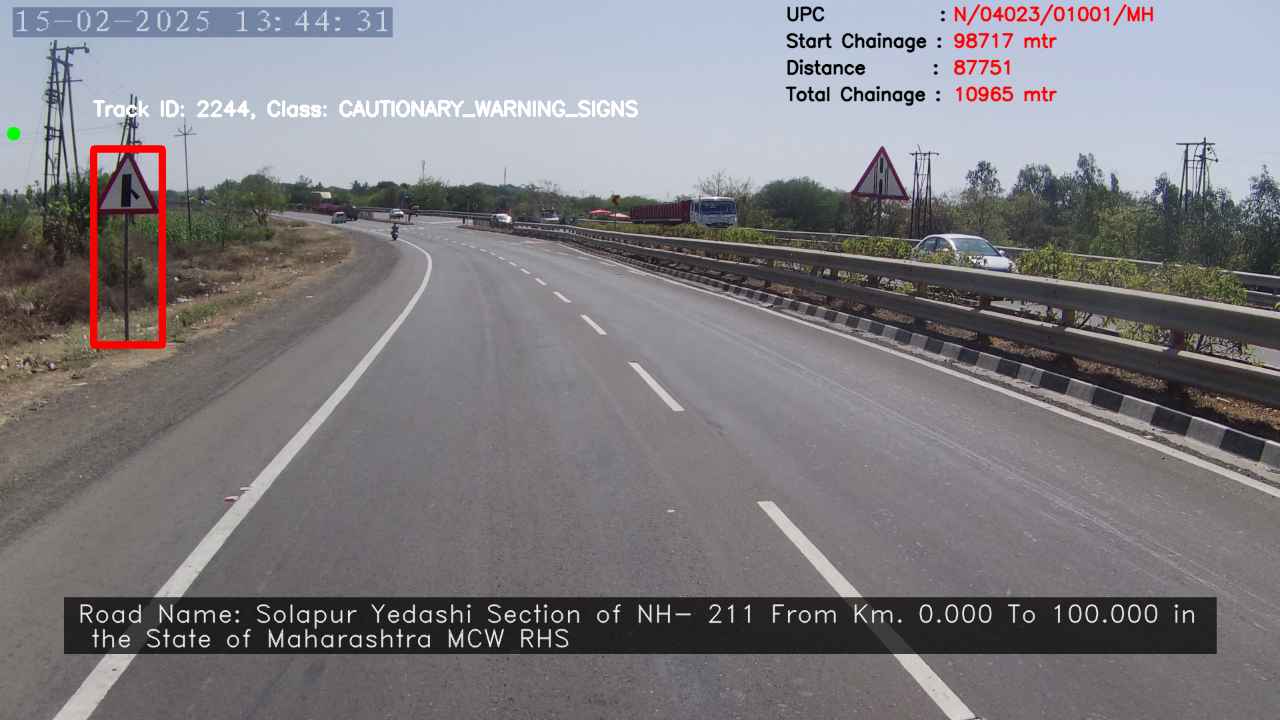 15-02-2025 13:44:31
UPC : N/04023/01001/MH
Start Chainage : 98717 mtr
Distance : 87751
Total Chainage : 10965 mtr
Track ID: 2244, Class: CAUTIONARY_WARNING_SIGNS
Road Name: Solapur Yedashi Section of NH- 211 From Km. 0.000 To 100.000 in
the State of Maharashtra MCW RHS